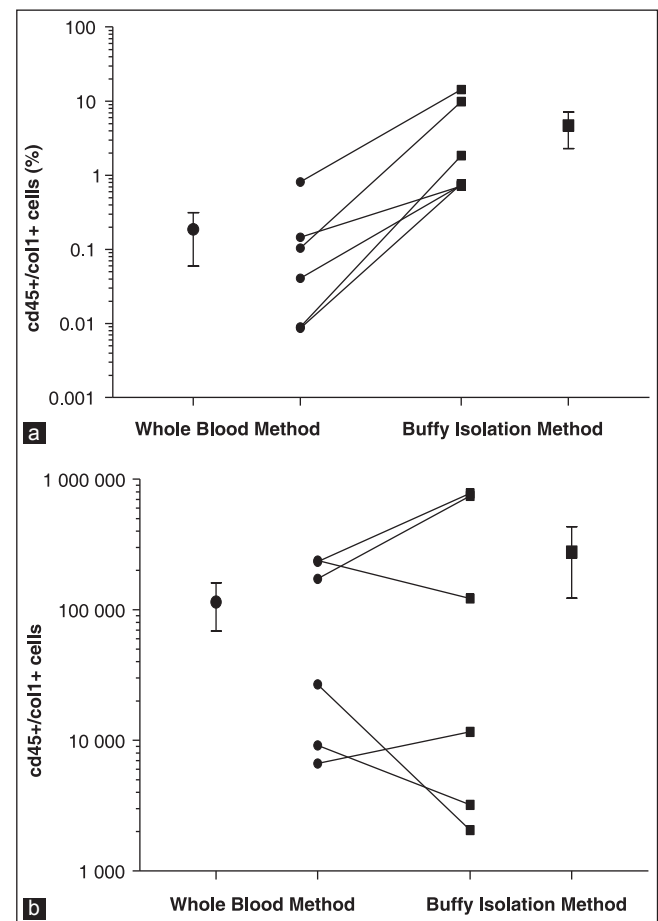 cd45+/col1+ cells (%)
100
10
1
0.1
0.01
0.001
Whole Blood Method Buffy Isolation Method
a
cd45+/col1+ cells
1 000 000
100 000
10 000
1 000
Whole Blood Method Buffy Isolation Method
b